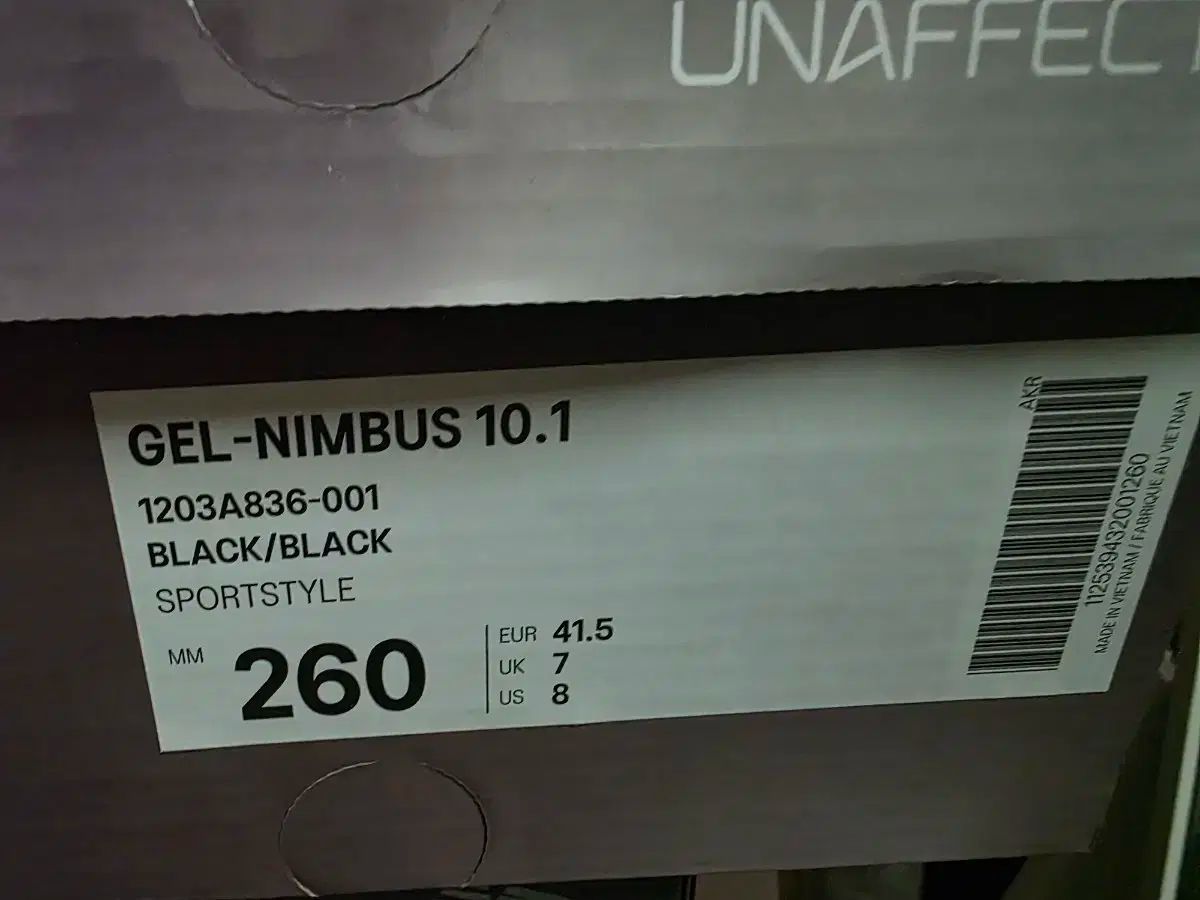 UNAFFECT
GEL-NIMBUS 10.1
1203A836-001
BLACK/BLACK
SPORTSTYLE
MM 260
EUR 41.5
UK 7
US 8
AKR
1125394432001260
MADE IN VIETNAM / FABRIQUE AU VIETNAM